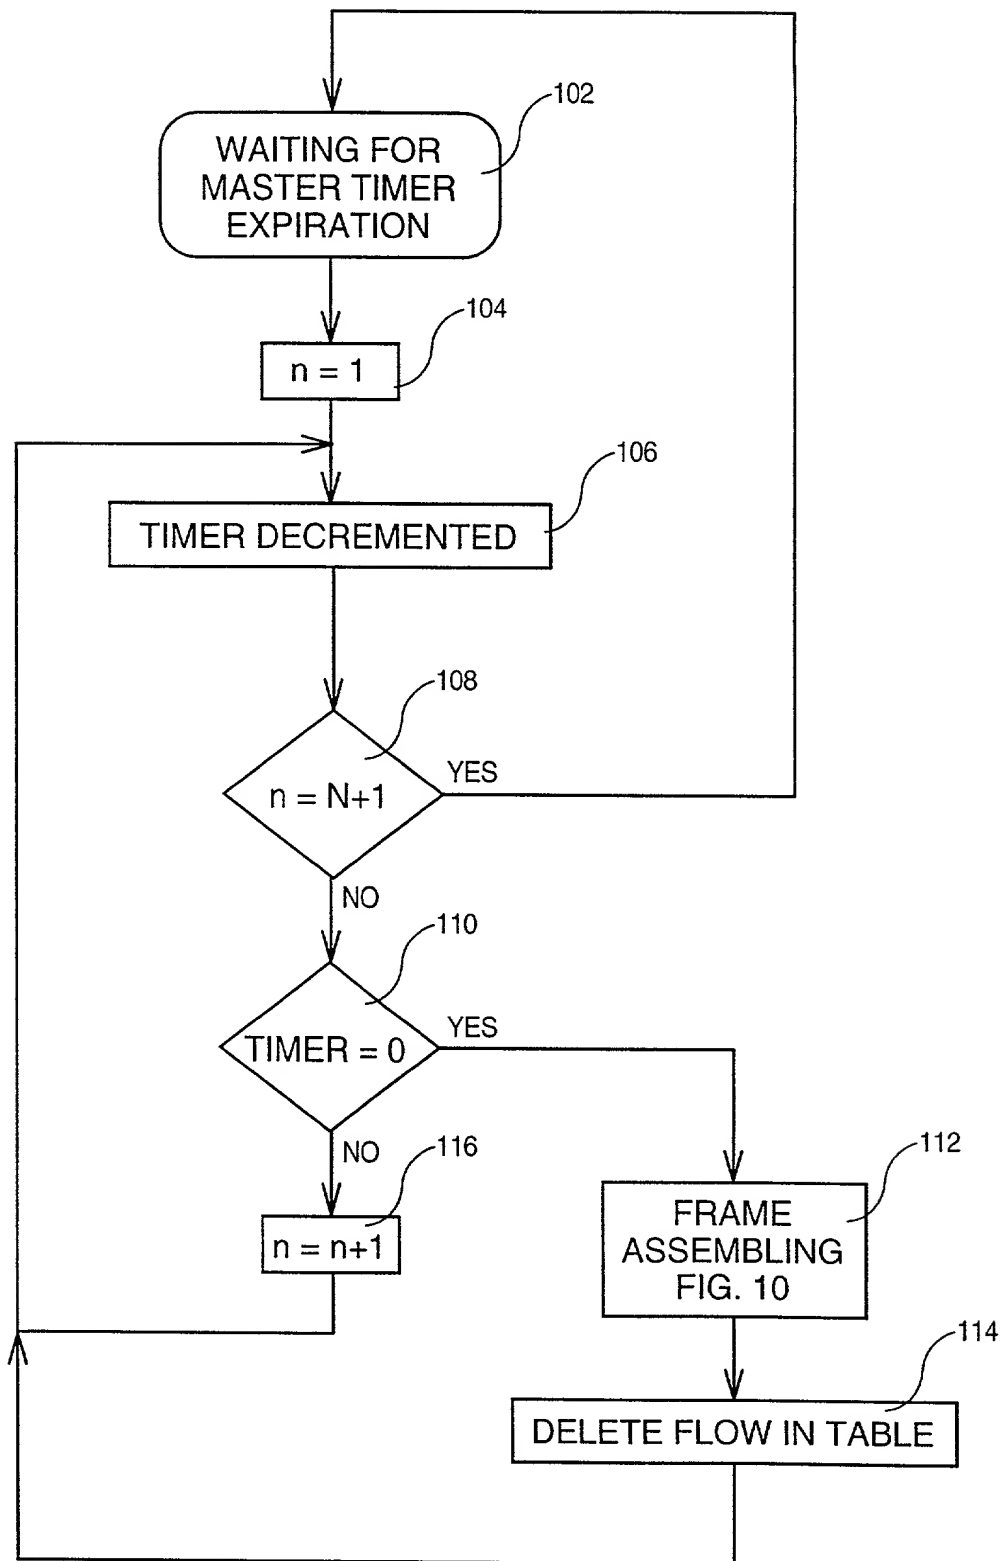 102
WAITING FOR
MASTER TIMER
EXPIRATION
104
n = 1
106
TIMER DECREMENTED
108
n = N+1
YES
NO
110
TIMER = 0
YES
NO
116
n = n+1
112
FRAME
ASSEMBLING
FIG. 10
114
DELETE FLOW IN TABLE